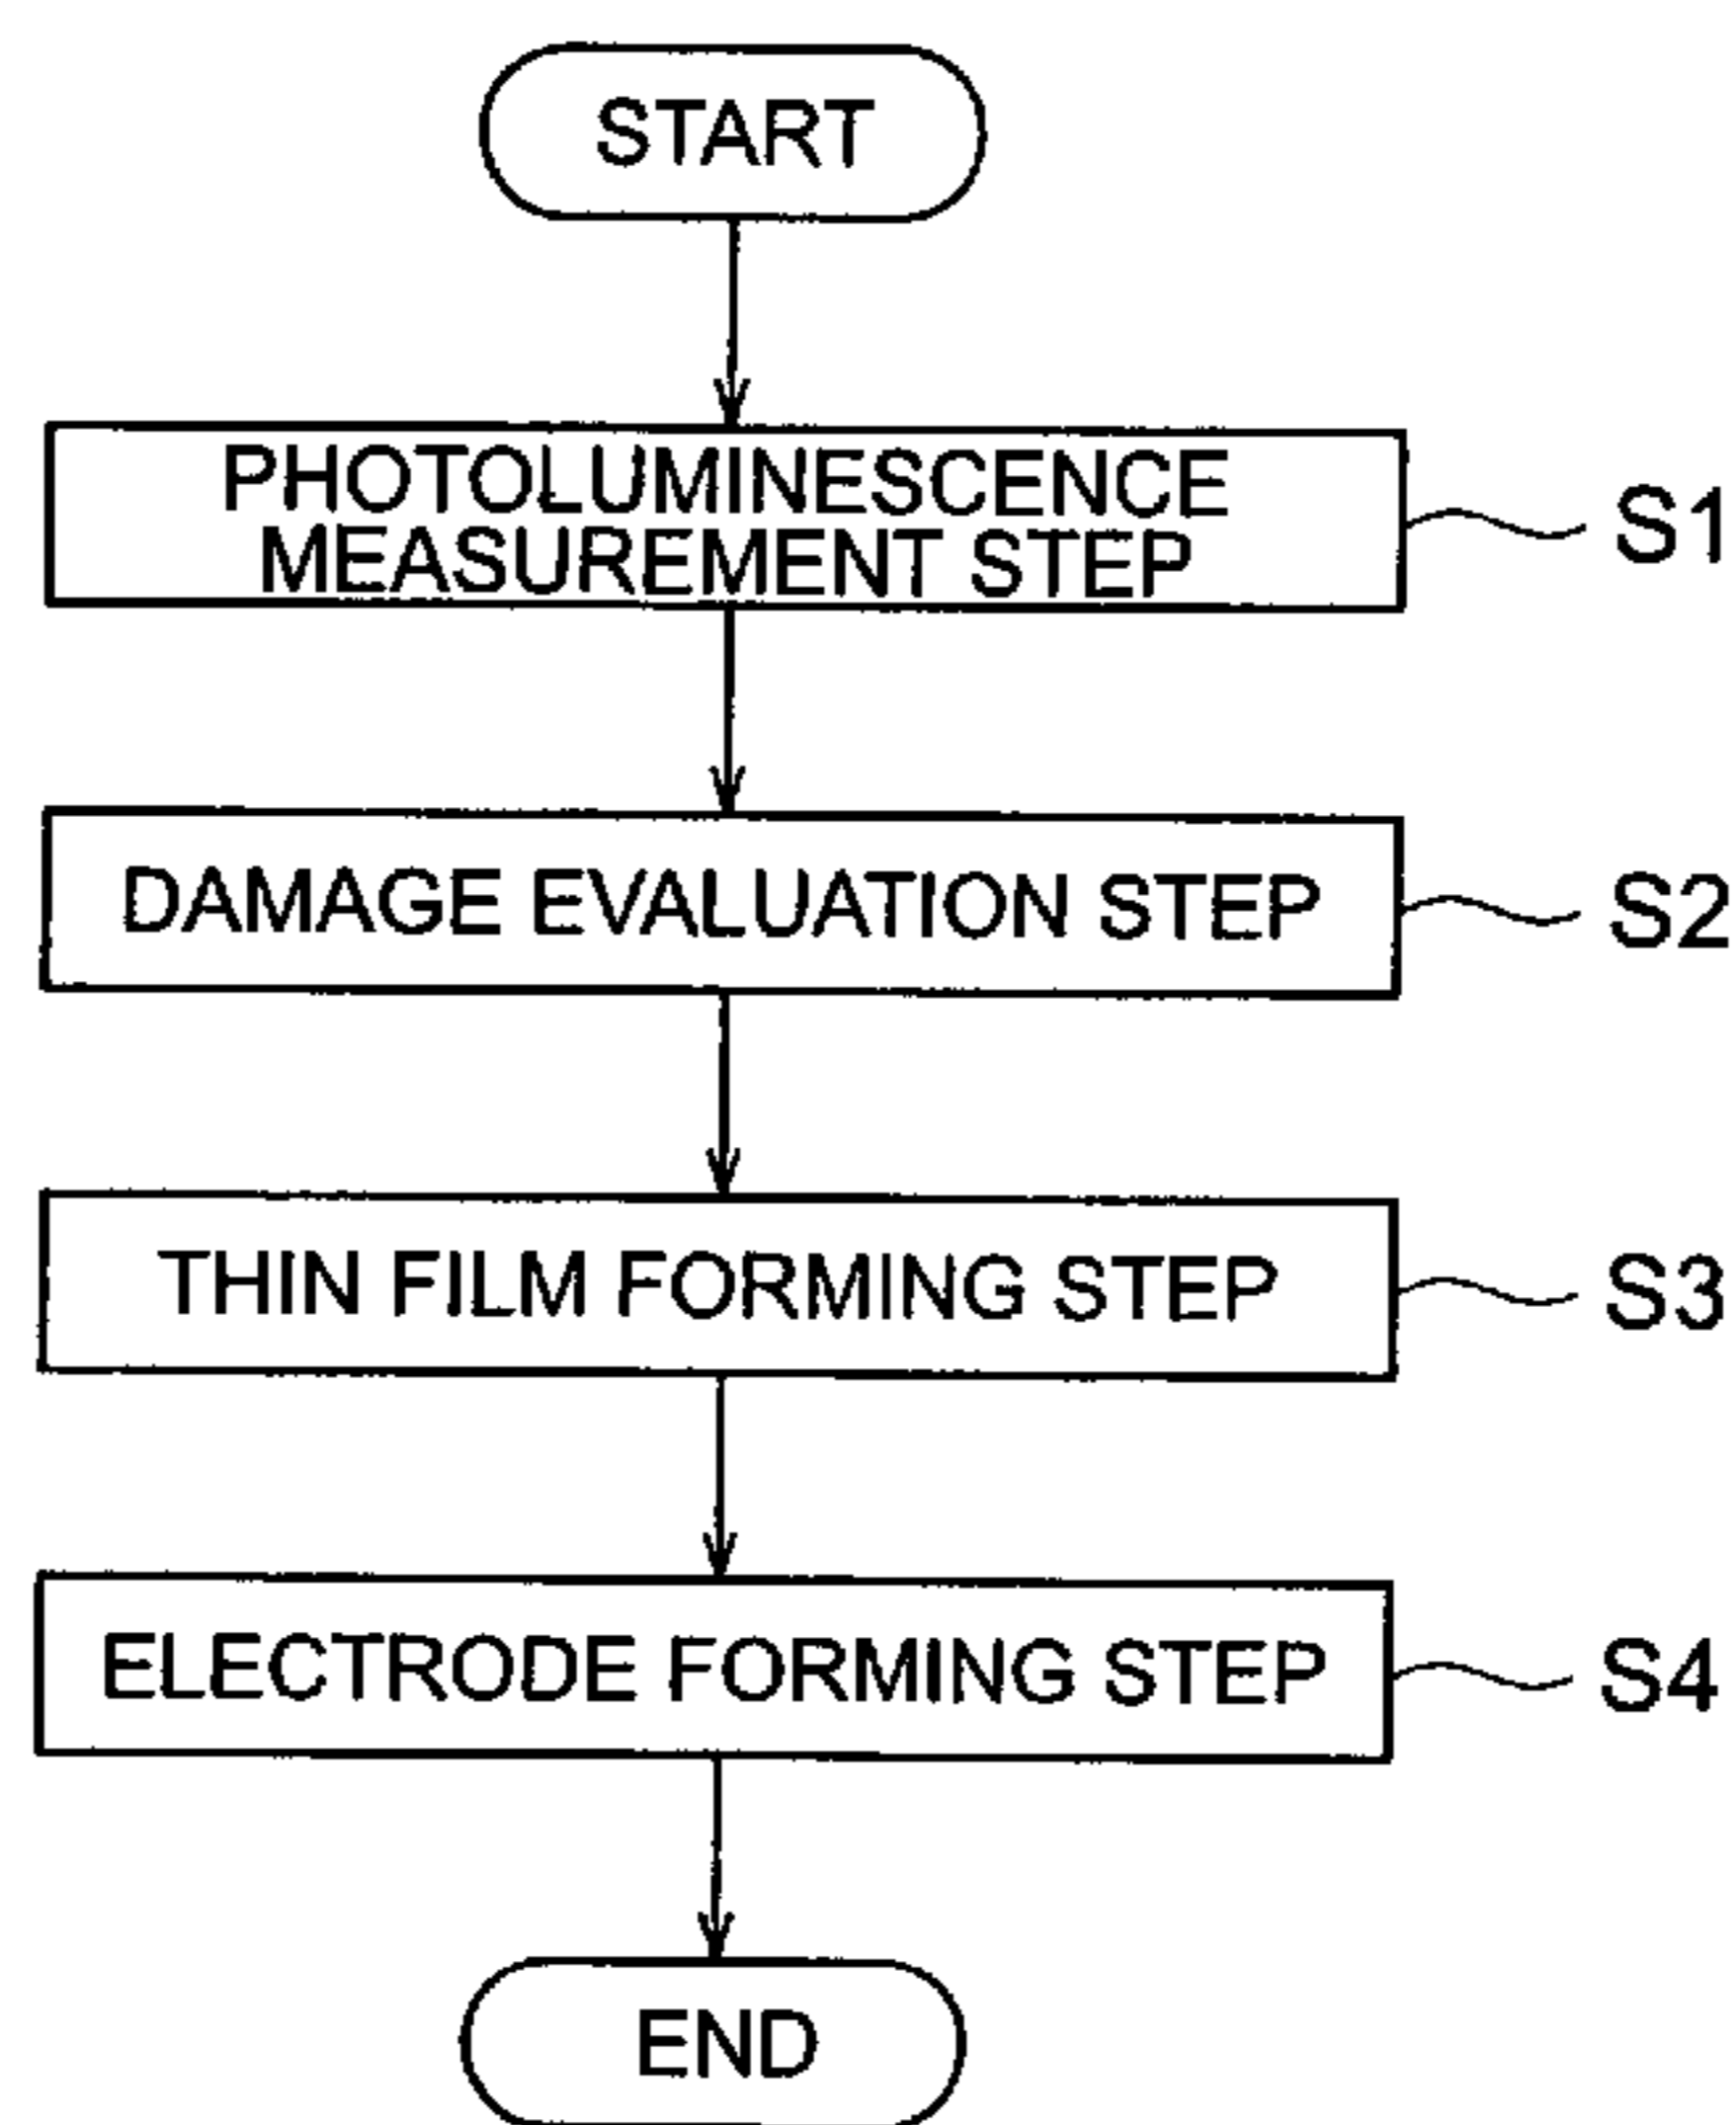 START
PHOTOLUMINESCENCE
MEASUREMENT STEP
S1
DAMAGE EVALUATION STEP
S2
THIN FILM FORMING STEP
S3
ELECTRODE FORMING STEP
S4
END